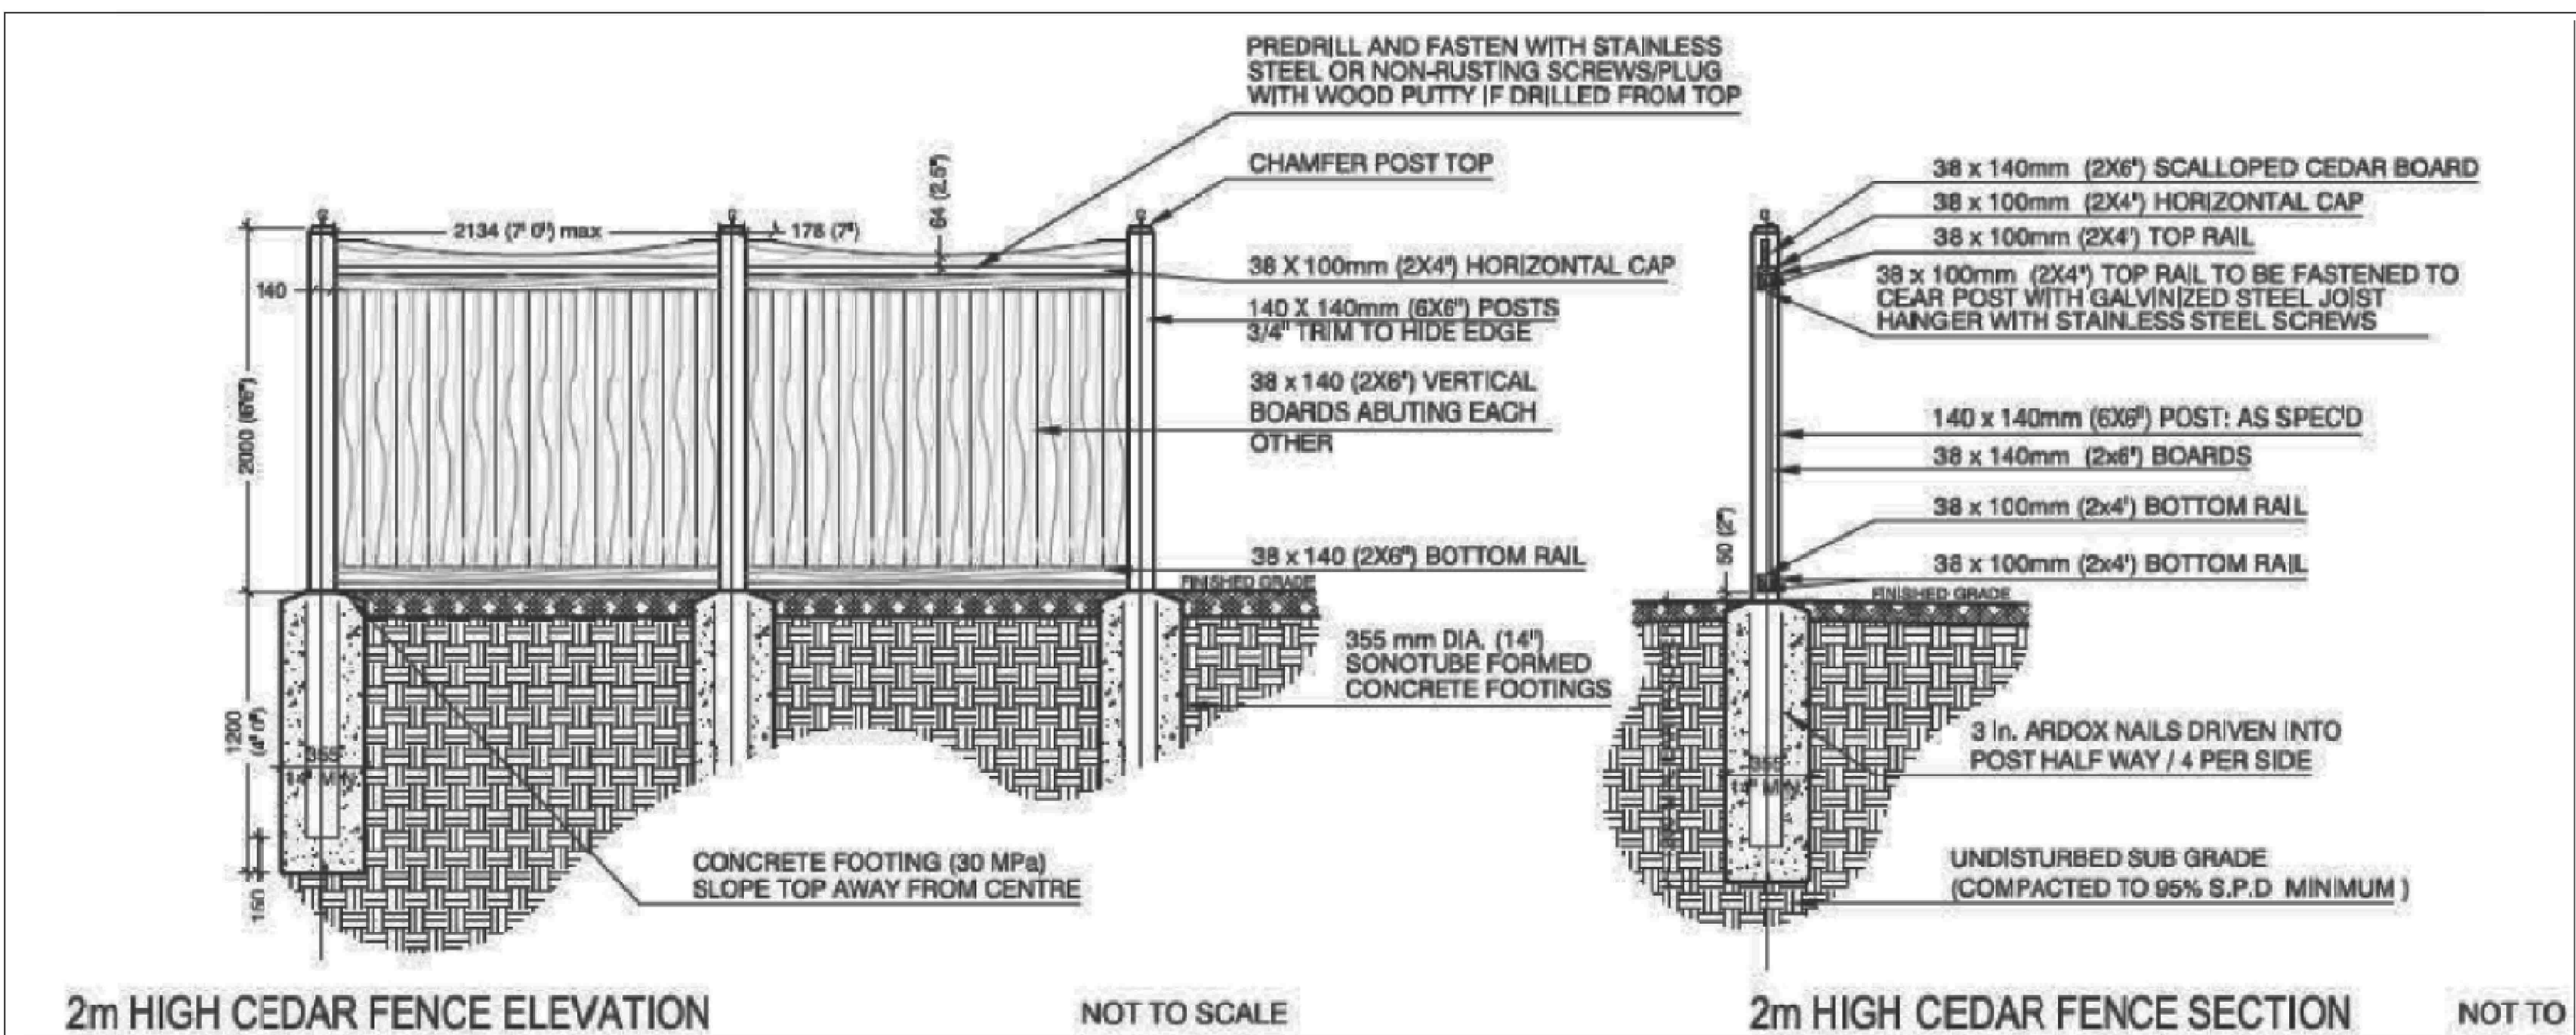 PREDRILL AND FASTEN WITH STAINLESS
STEEL OR NON-RUSTING SCREWS/PLUG
WITH WOOD PUTTY IF DRILLED FROM TOP
CHAMFER POST TOP
64 (2.5")
2134 (7' 0") max
178 (7")
140
2000 (6'6")
38 X 100mm (2X4") HORIZONTAL CAP
140 X 140mm (6X6") POSTS
3/4" TRIM TO HIDE EDGE
38 x 140 (2X6") VERTICAL
BOARDS ABUTING EACH
OTHER
38 x 140 (2X6") BOTTOM RAIL
FINISHED GRADE
355 mm DIA. (14")
SONOTUBE FORMED
CONCRETE FOOTINGS
1200
(4' 0")
355
14" MIN.
150
CONCRETE FOOTING (30 MPa)
SLOPE TOP AWAY FROM CENTRE
2m HIGH CEDAR FENCE ELEVATION
NOT TO SCALE
38 x 140mm (2X6") SCALLOPED CEDAR BOARD
38 x 100mm (2X4") HORIZONTAL CAP
38 x 100mm (2X4") TOP RAIL
38 x 100mm (2X4") TOP RAIL TO BE FASTENED TO
CEAR POST WITH GALVINIZED STEEL JOIST
HANGER WITH STAINLESS STEEL SCREWS
140 x 140mm (6X6") POST: AS SPEC'D
38 x 140mm (2x6") BOARDS
38 x 100mm (2x4") BOTTOM RAIL
50 (2")
38 x 100mm (2x4") BOTTOM RAIL
FINISHED GRADE
3 in. ARDOX NAILS DRIVEN INTO
POST HALF WAY / 4 PER SIDE
355
14" MIN.
UNDISTURBED SUB GRADE
(COMPACTED TO 95% S.P.D MINIMUM )
2m HIGH CEDAR FENCE SECTION
NOT TO